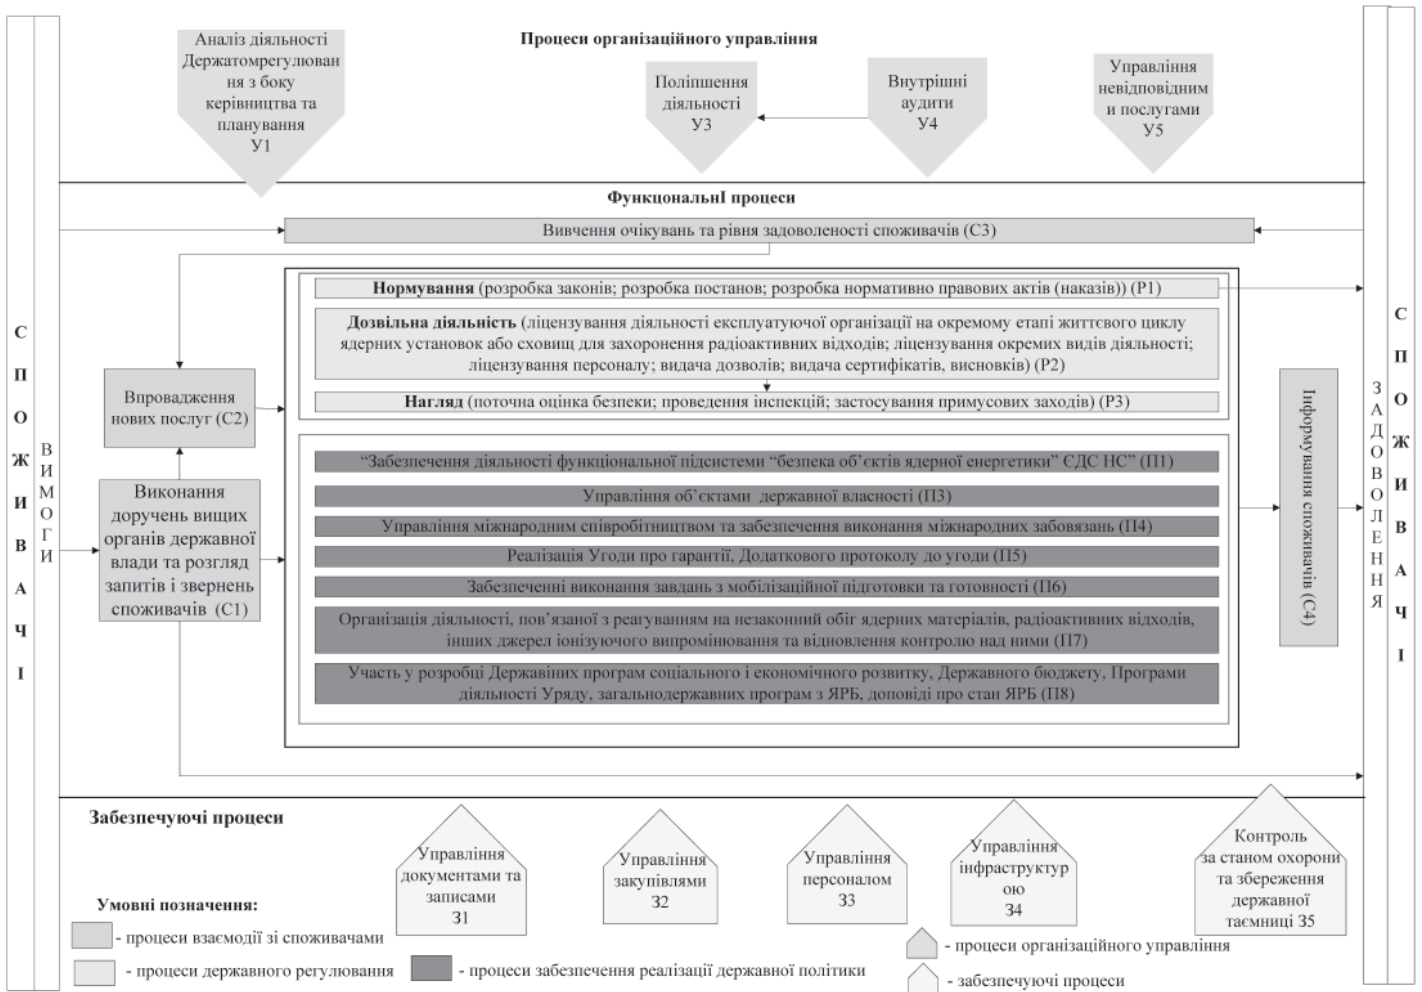 Процеси організаційного управління
Аналіз діяльності
Держатомрегулюван
ня з боку
керівництва та
планування
У1
Поліпшення
діяльності
У3
Внутрішні
аудити
У4
Управління
невідповідним
и послугами
У5
ФункцональнІ процеси
Вивчення очікувань та рівня задоволеності споживачів (С3)
СПОЖИВАЧІ
ВИМОГИ
Впровадження
нових послуг (С2)
Виконання
доручень вищих
органів державної
влади та розгляд
запитів і звернень
споживачів (С1)
Нормування (розробка законів; розробка постанов; розробка нормативно правових актів (наказів)) (Р1)
Дозвільна діяльність (ліцензування діяльності експлуатуючої організації на окремому етапі життєвого циклу
ядерних установок або сховищ для захоронення радіоактивних відходів; ліцензування окремих видів діяльності;
ліцензування персоналу; видача дозволів; видача сертифікатів, висновків) (Р2)
Нагляд (поточна оцінка безпеки; проведення інспекцій; застосування примусових заходів) (Р3)
“Забезпечення діяльності функціональної підсистеми “безпека об’єктів ядерної енергетики” ЄДС НС” (П1)
Управління об’єктами державної власності (П3)
Управління міжнародним співробітництвом та забезпечення виконання міжнародних забовязань (П4)
Реалізація Угоди про гарантії, Додаткового протоколу до угоди (П5)
Забезпеченні виконання завдань з мобілізаційної підготовки та готовності (П6)
Організація діяльності, пов’язаної з реагуванням на незаконний обіг ядерних матеріалів, радіоактивних відходів,
інших джерел іонізуючого випромінювання та відновлення контролю над ними (П7)
Участь у розробці Державіних програм соціального і економічного розвитку, Державного бюджету, Програми
діяльності Уряду, загальнодержавних програм з ЯРБ, доповіді про стан ЯРБ (П8)
Інформування споживачів (С4)
ЗАДОВОЛЕННЯ
СПОЖИВАЧІ
Забезпечуючі процеси
Управління
документами та
записами
З1
Управління
закупівлями
З2
Управління
персоналом
З3
Управління
інфраструктур
ою
З4
Контроль
за станом охорони
та збереження
державної
таємниці З5
Умовні позначення:
- процеси взаємодії зі споживачами
- процеси державного регулювання
- процеси забезпечення реалізації державної політики
- процеси організаційного управління
- забезпечуючі процеси